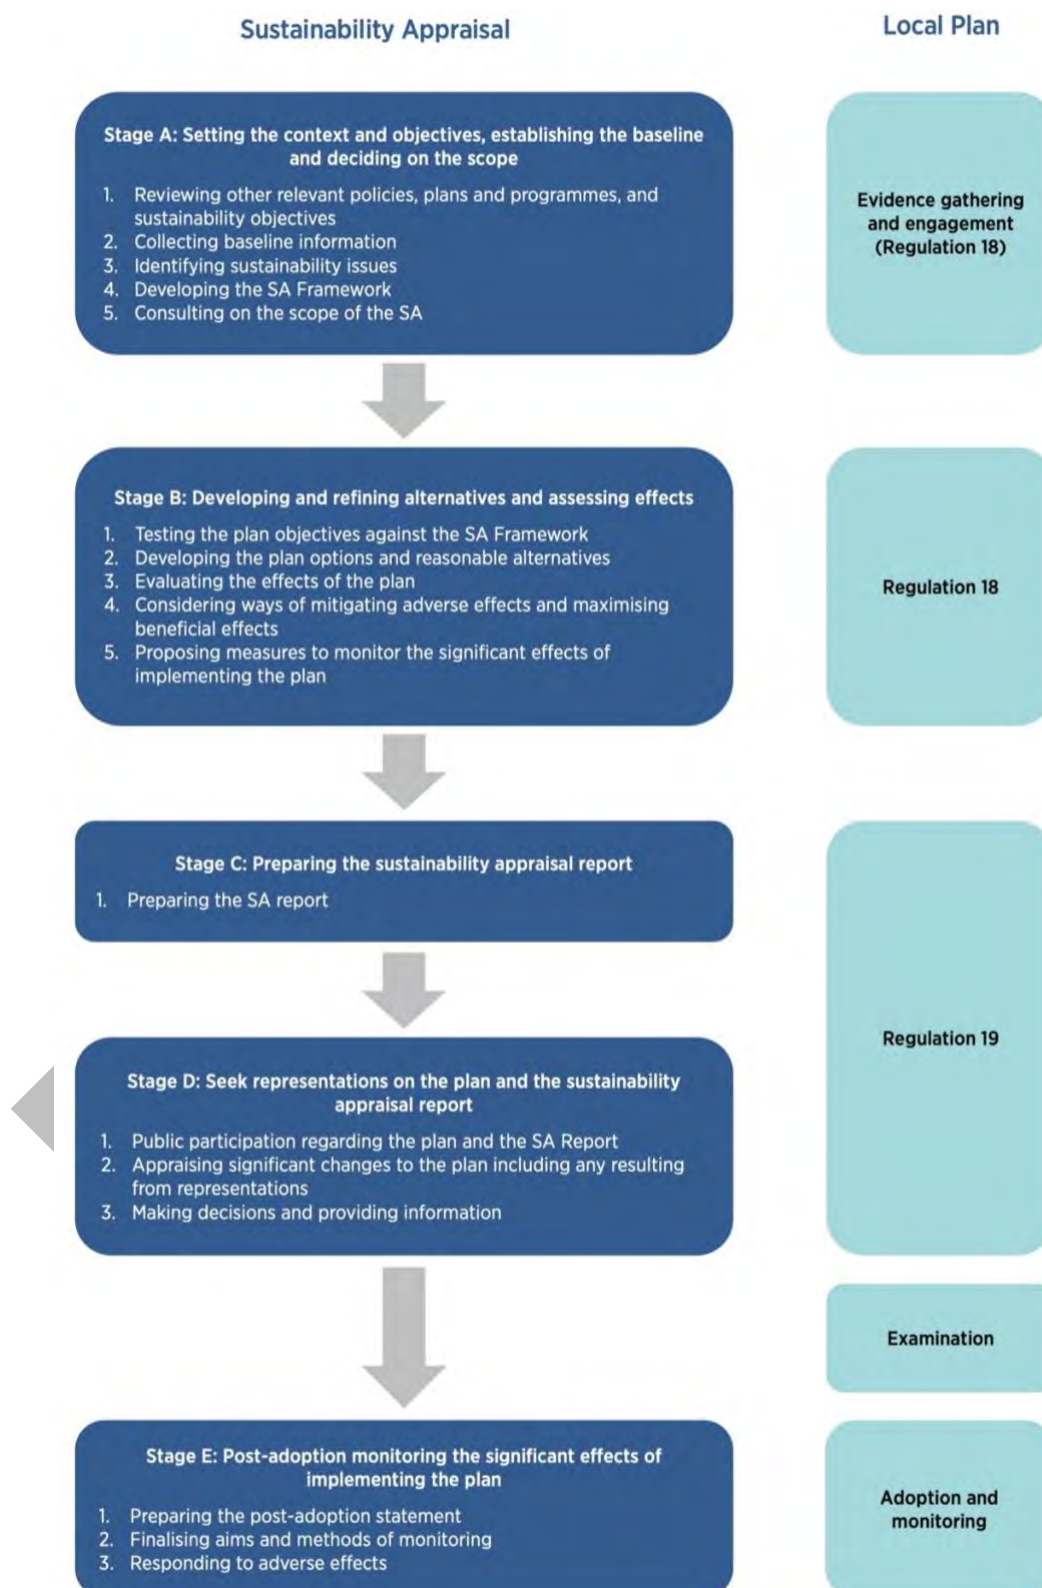 Sustainability Appraisal
Local Plan
Stage A: Setting the context and objectives, establishing the baseline
and deciding on the scope
1. Reviewing other relevant policies, plans and programmes, and
sustainability objectives
2. Collecting baseline information
3. Identifying sustainability issues
4. Developing the SA Framework
5. Consulting on the scope of the SA
Evidence gathering
and engagement
(Regulation 18)
Stage B: Developing and refining alternatives and assessing effects
1. Testing the plan objectives against the SA Framework
2. Developing the plan options and reasonable alternatives
3. Evaluating the effects of the plan
4. Considering ways of mitigating adverse effects and maximising
beneficial effects
5. Proposing measures to monitor the significant effects of
implementing the plan
Regulation 18
Stage C: Preparing the sustainability appraisal report
1. Preparing the SA report
Stage D: Seek representations on the plan and the sustainability
appraisal report
1. Public participation regarding the plan and the SA Report
2. Appraising significant changes to the plan including any resulting
from representations
3. Making decisions and providing information
Regulation 19
Examination
Stage E: Post-adoption monitoring the significant effects of
implementing the plan
1. Preparing the post-adoption statement
2. Finalising aims and methods of monitoring
3. Responding to adverse effects
Adoption and
monitoring